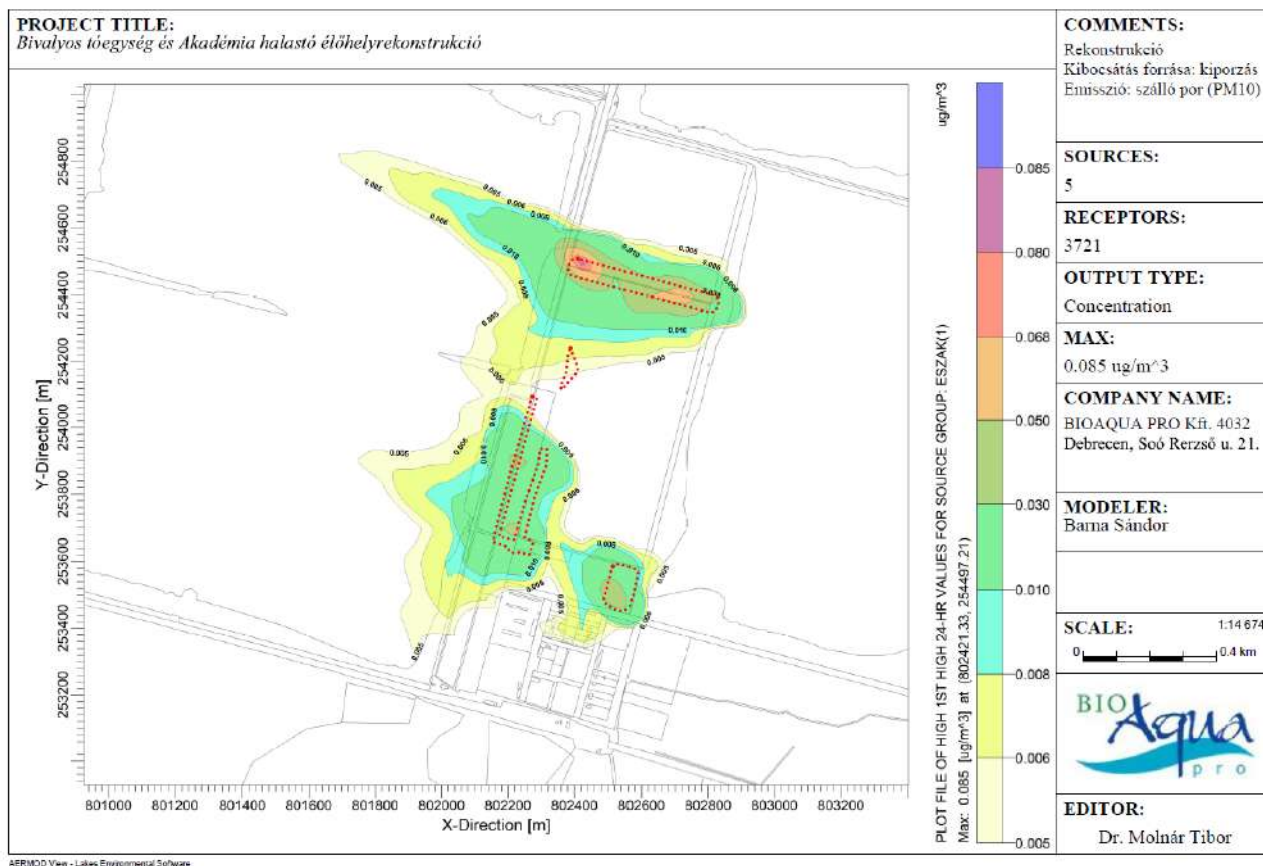 PROJECT TITLE:
Bivalyos tóegység és Akadémia halastó élőhelyrekonstrukció
COMMENTS:
Rekonstrukció
Kibocsátás forrása: kiporzás
Emisszió: szálló por (PM10)
SOURCES:
5
RECEPTORS:
3721
OUTPUT TYPE:
Concentration
MAX:
0.085 ug/m^3
COMPANY NAME:
BIOAQUA PRO Kft. 4032
Debrecen, Soó Rerzső u. 21.
MODELER:
Barna Sándor
SCALE:
1:14 674
0
0.4 km
BIO
Aqua
pro
EDITOR:
Dr. Molnár Tibor
ug/m^3
0.085
0.080
0.068
0.050
0.030
0.010
0.008
0.006
0.005
PLOT FILE OF HIGH 1ST HIGH 24-HR VALUES FOR SOURCE GROUP: ESZAK(1)
Max: 0.085 [ug/m^3] at (802421.33, 254497.21)
Y-Direction [m]
254800
254600
254400
254200
254000
253800
253600
253400
253200
801000 801200 801400 801600 801800 802000 802200 802400 802600 802800 803000 803200
X-Direction [m]
AERMOD View - Lakes Environmental Software